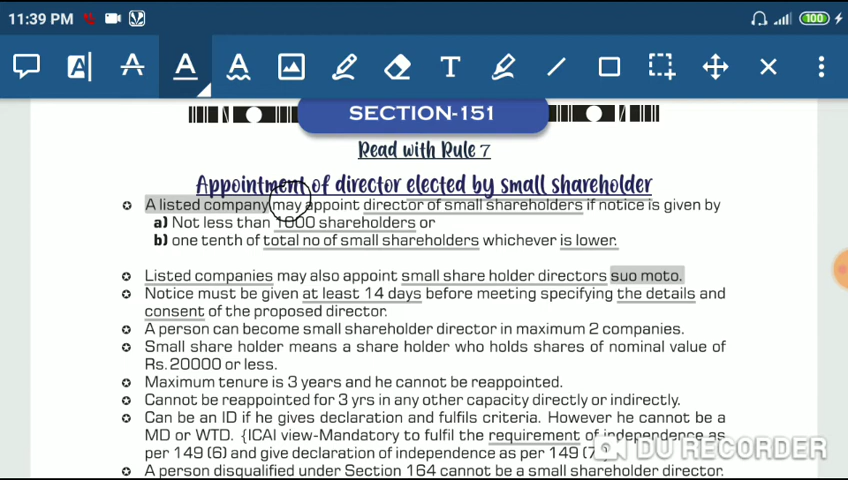 11:39 PM
100
A
A
A
A
T
SECTION-151
Read with Rule 7
Appointment of director elected by small shareholder
A listed company may appoint director of small shareholders if notice is given by
a) Not less than 1000 shareholders or
b) one tenth of total no of small shareholders whichever is lower.
Listed companies may also appoint small share holder directors suo moto.
Notice must be given at least 14 days before meeting specifying the details and
consent of the proposed director.
A person can become small shareholder director in maximum 2 companies.
Small share holder means a share holder who holds shares of nominal value of
Rs. 20000 or less.
Maximum tenure is 3 years and he cannot be reappointed.
Cannot be reappointed for 3 yrs in any other capacity directly or indirectly.
Can be an ID if he gives declaration and fulfils criteria. However he cannot be a
MD or WTD. {ICAI view-Mandatory to fulfil the requirement of independence as
per 149 (6) and give declaration of independence as per 149 (7)
DU RECORDER
A person disqualified under Section 164 cannot be a small shareholder director.